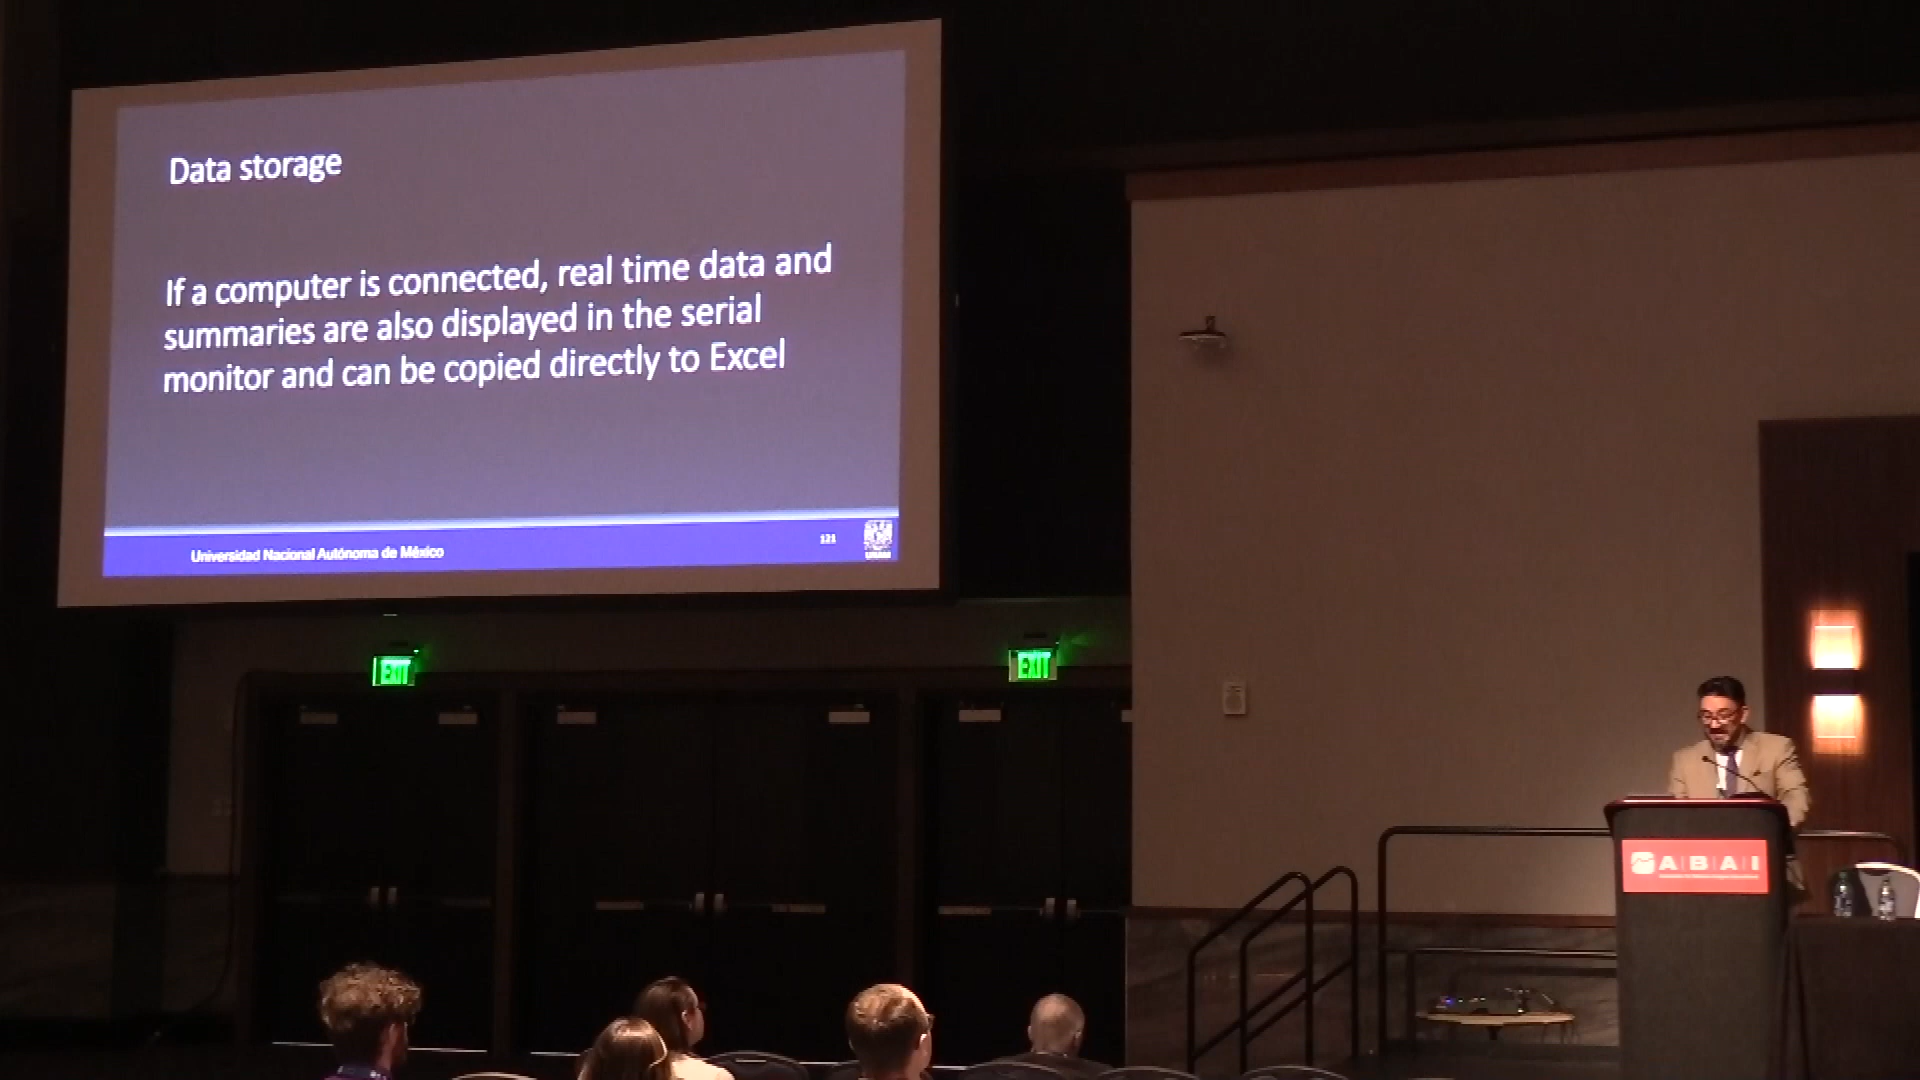 Data storage
If a computer is connected, real time data and
summaries are also displayed in the serial
monitor and can be copied directly to Excel
Universidad Nacional Autónoma de México
121
UNAM
EXIT
EXIT
A|B|A|I